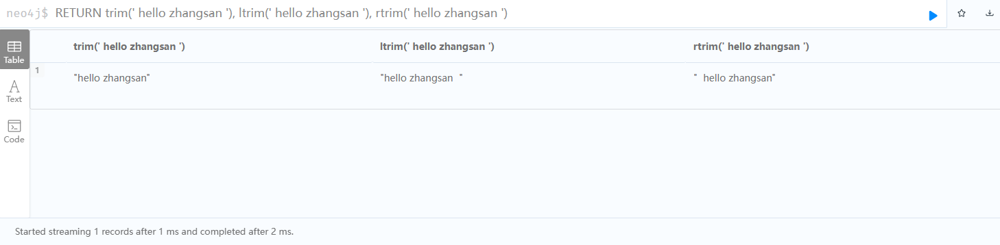 neo4j$ RETURN trim(' hello zhangsan '), ltrim(' hello zhangsan '), rtrim(' hello zhangsan ')
Table
trim(' hello zhangsan ') ltrim(' hello zhangsan ') rtrim(' hello zhangsan ')
1 "hello zhangsan" "hello zhangsan  " "  hello zhangsan"
A
Text
Code
Started streaming 1 records after 1 ms and completed after 2 ms.